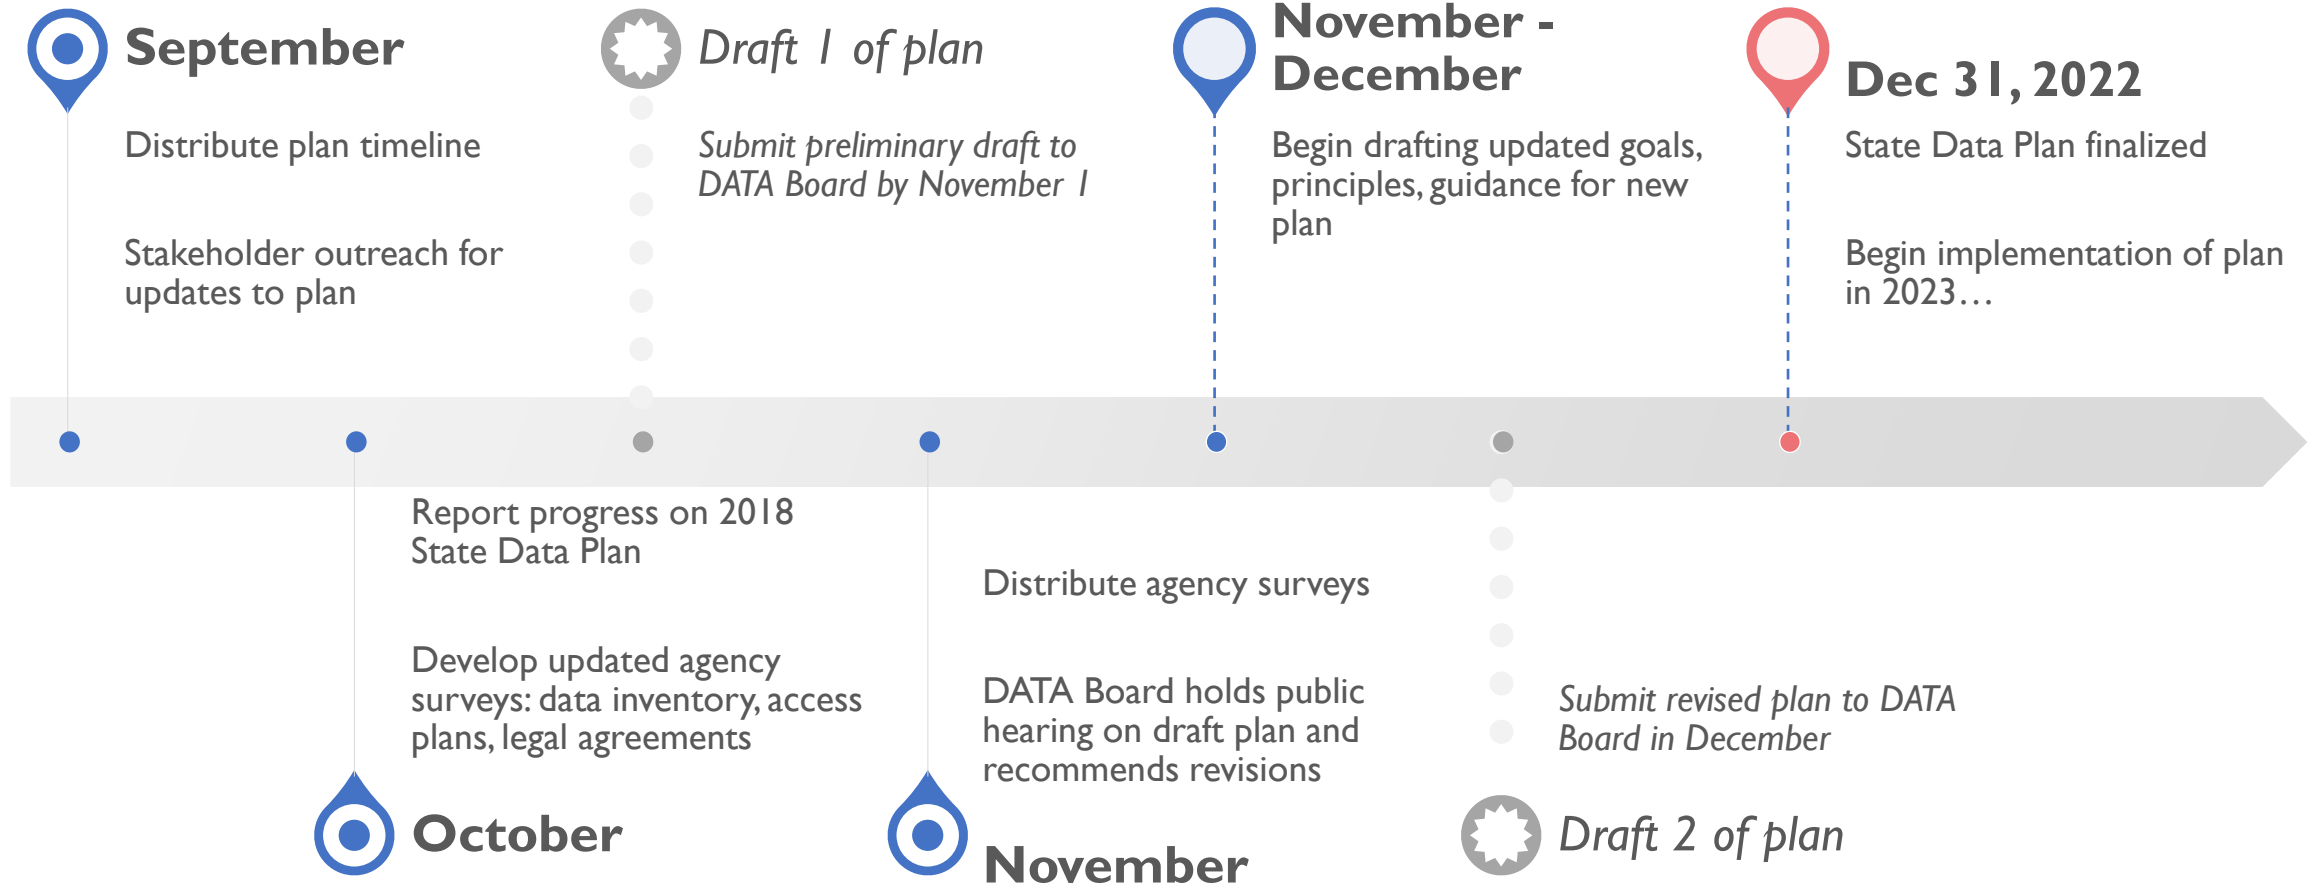 September
Distribute plan timeline
Stakeholder outreach for
updates to plan
Draft 1 of plan
Submit preliminary draft to
DATA Board by November 1
November -
December
Begin drafting updated goals,
principles, guidance for new
plan
Dec 31, 2022
State Data Plan finalized
Begin implementation of plan
in 2023…
Report progress on 2018
State Data Plan
Develop updated agency
surveys: data inventory, access
plans, legal agreements
October
Distribute agency surveys
DATA Board holds public
hearing on draft plan and
recommends revisions
November
Submit revised plan to DATA
Board in December
Draft 2 of plan